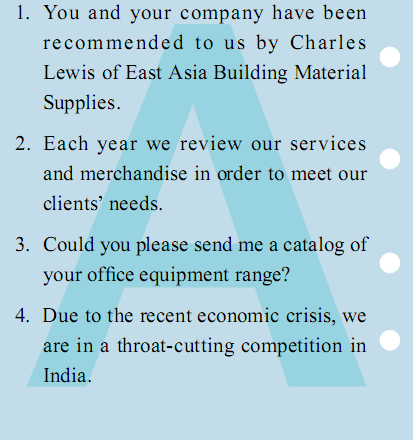 1. You and your company have been
recommended to us by Charles
Lewis of East Asia Building Material
Supplies.
2. Each year we review our services
and merchandise in order to meet our
clients’ needs.
3. Could you please send me a catalog of
your office equipment range?
4. Due to the recent economic crisis, we
are in a throat-cutting competition in
India.
A